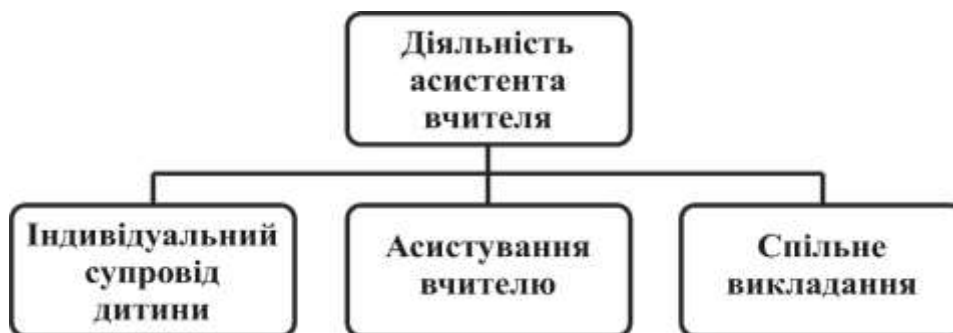 Діяльність
асистента
вчителя
Індивідуальний
супровід
дитини
Асистування
вчителю
Спільне
викладання